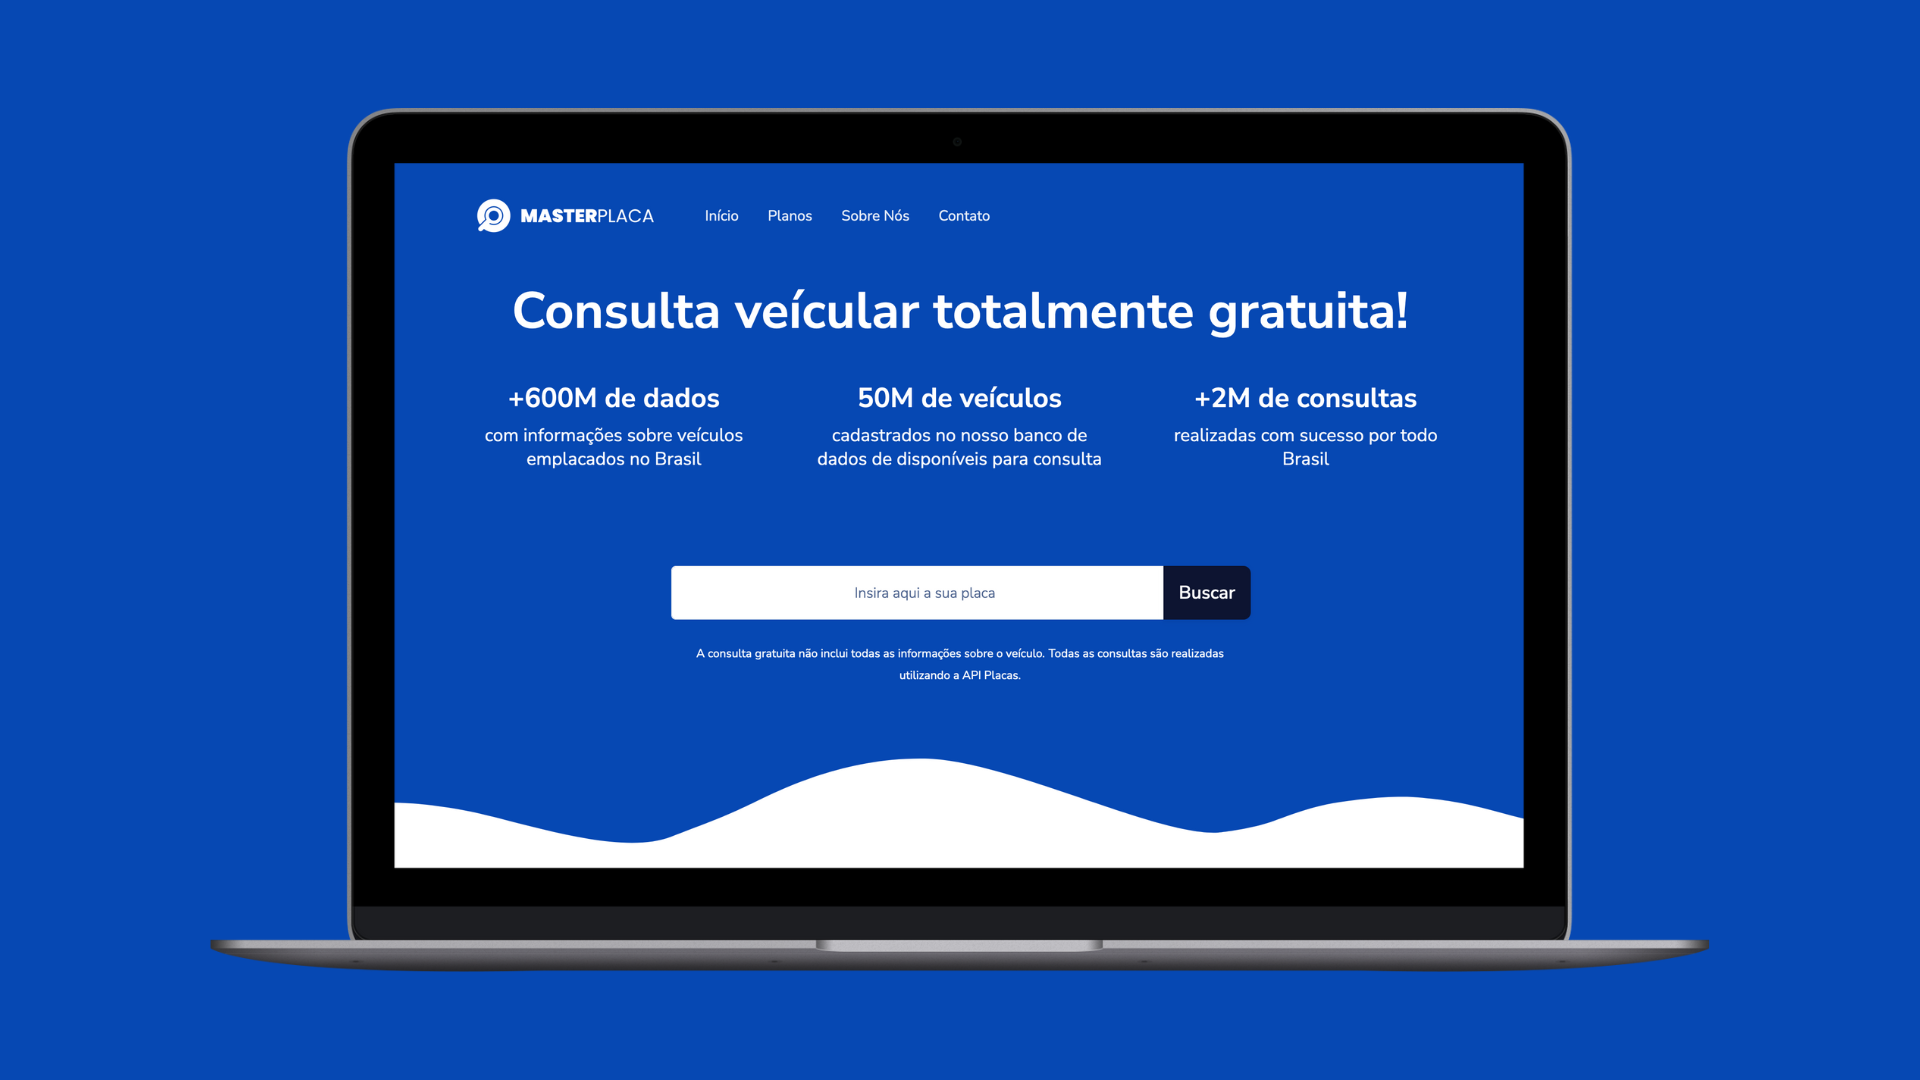 MASTERPLACA
Início
Planos
Sobre Nós
Contato
Consulta veícular totalmente gratuita!
+600M de dados
com informações sobre veículos
emplacados no Brasil
50M de veículos
cadastrados no nosso banco de
dados de disponíveis para consulta
+2M de consultas
realizadas com sucesso por todo
Brasil
Insira aqui a sua placa
Buscar
A consulta gratuita não inclui todas as informações sobre o veículo. Todas as consultas são realizadas
utilizando a API Placas.